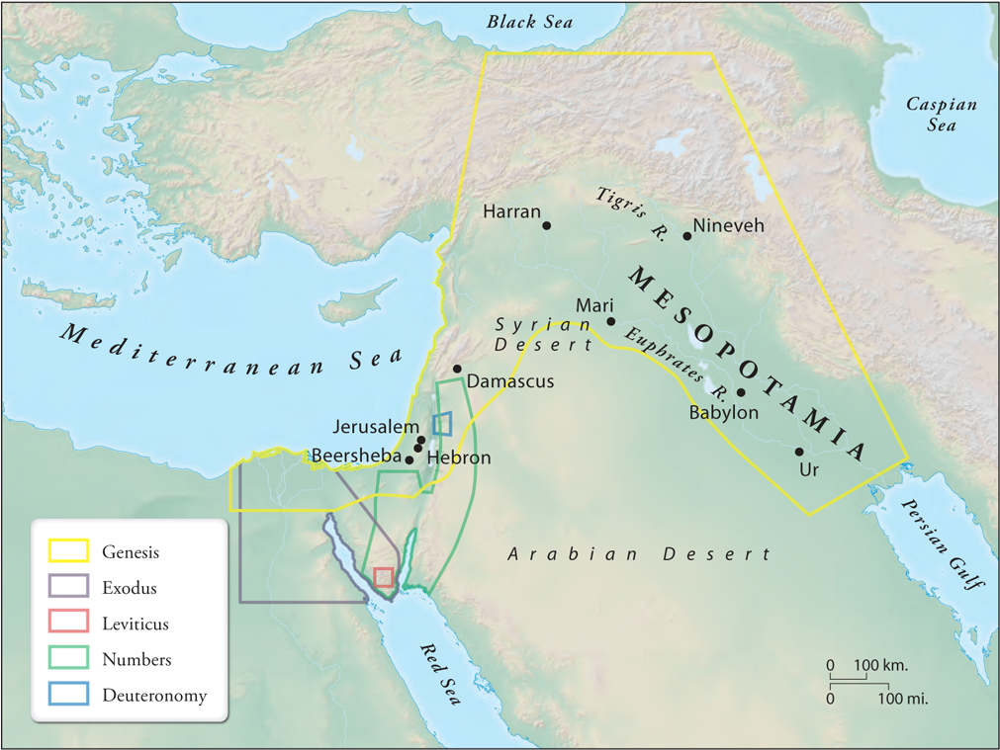 Black Sea
Caspian
Sea
Tigris R.
Harran
Nineveh
MESOPOTAMIA
Mari
Syrian
Desert
Euphrates R.
Mediterranean Sea
Damascus
Babylon
Jerusalem
Beersheba
Hebron
Ur
Persian Gulf
Arabian Desert
Red Sea
Genesis
Exodus
Leviticus
Numbers
Deuteronomy
0 100 km.
0 100 mi.